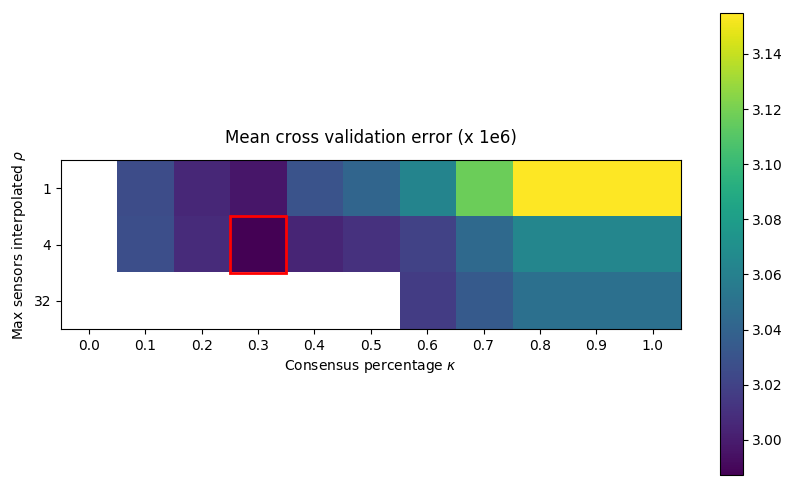 Mean cross validation error (x 1e6)
Max sensors interpolated ρ
1
4
32
0.0 0.1 0.2 0.3 0.4 0.5 0.6 0.7 0.8 0.9 1.0
Consensus percentage κ
3.14
3.12
3.10
3.08
3.06
3.04
3.02
3.00